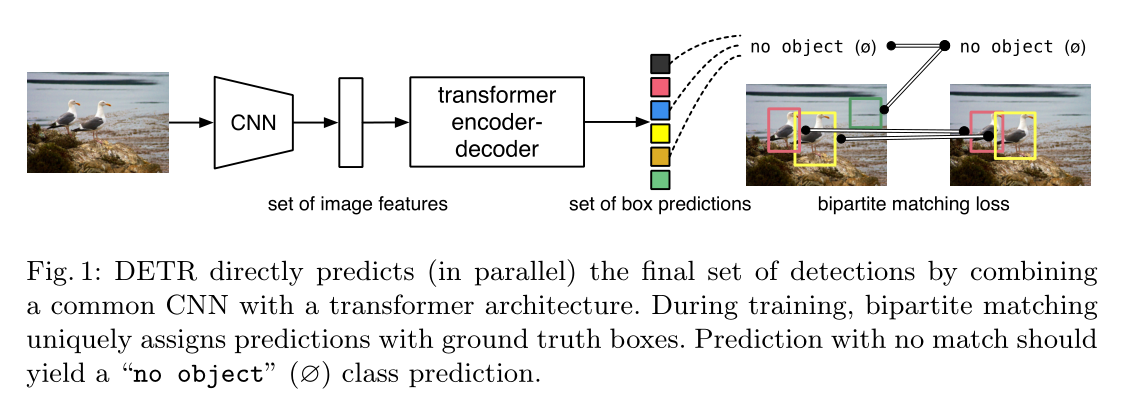 no object (ø)
no object (ø)
CNN
transformer
encoder-
decoder
set of image features
set of box predictions
bipartite matching loss
Fig. 1: DETR directly predicts (in parallel) the final set of detections by combining
a common CNN with a transformer architecture. During training, bipartite matching
uniquely assigns predictions with ground truth boxes. Prediction with no match should
yield a “no object” (∅) class prediction.